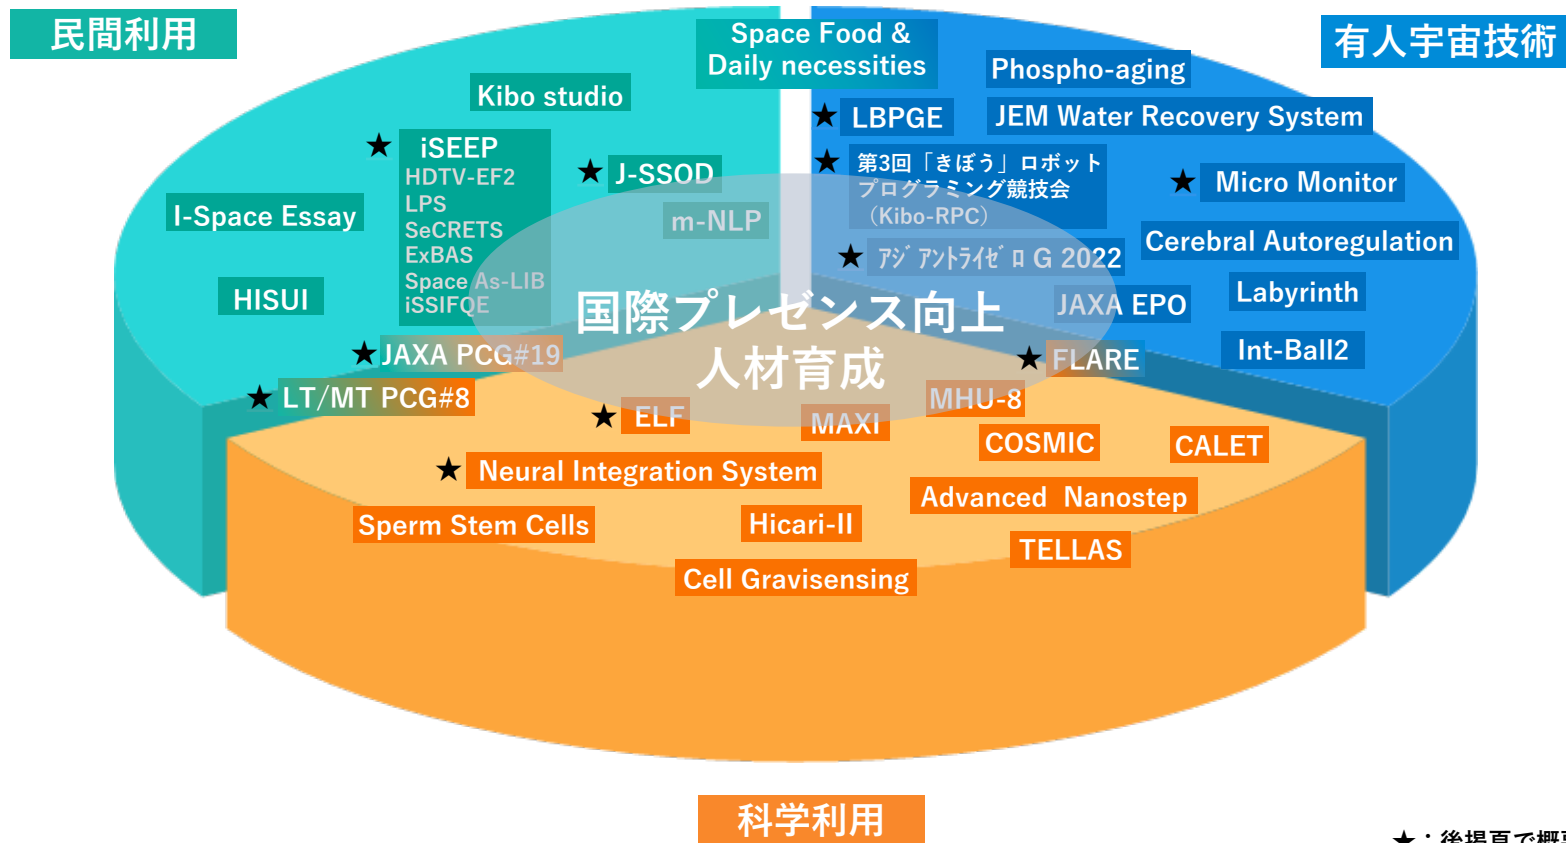 民間利用
有人宇宙技術
Space Food &
Daily necessities
Kibo studio
★ iSEEP
HDTV-EF2
LPS
SeCRETS
ExBAS
Space As-LIB
iSSIFQE
★ J-SSOD
m-NLP
I-Space Essay
HISUI
★ JAXA PCG#19
★ LT/MT PCG#8
Phospho-aging
★ LBPGE
JEM Water Recovery System
★ 第3回「きぼう」ロボット
プログラミング競技会
（Kibo-RPC）
★ Micro Monitor
Cerebral Autoregulation
★ ｱｼﾞｱﾝﾄﾗｲｾﾞﾛG 2022
Labyrinth
JAXA EPO
Int-Ball2
国際プレゼンス向上
人材育成
★ FLARE
MHU-8
★ ELF
MAXI
COSMIC
CALET
★ Neural Integration System
Advanced Nanostep
Sperm Stem Cells
Hicari-II
TELLAS
Cell Gravisensing
科学利用
★：後掲頁で概